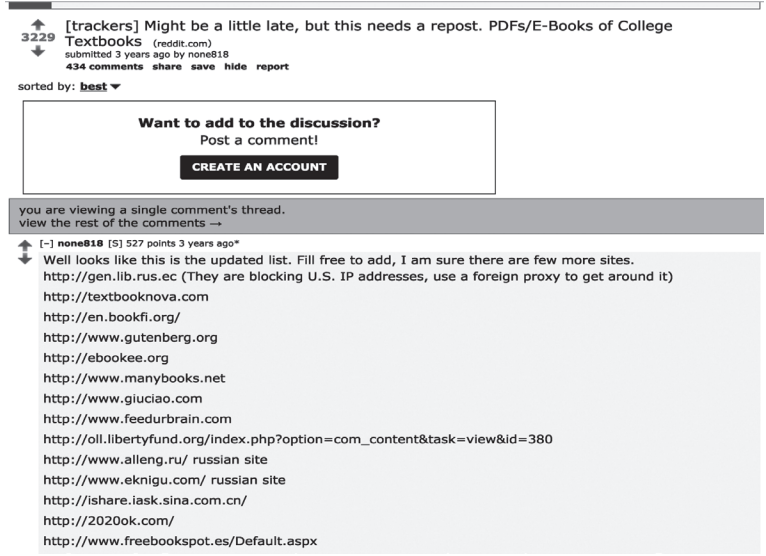 [trackers] Might be a little late, but this needs a repost. PDFs/E-Books of College
3229
Textbooks (reddit.com)
submitted 3 years ago by none818
434 comments share save hide report
sorted by: best
Want to add to the discussion?
Post a comment!
CREATE AN ACCOUNT
you are viewing a single comment's thread.
view the rest of the comments →
[–] none818 [S] 527 points 3 years ago*
Well looks like this is the updated list. Fill free to add, I am sure there are few more sites.
http://gen.lib.rus.ec (They are blocking U.S. IP addresses, use a foreign proxy to get around it)
http://textbooknova.com
http://en.bookfi.org/
http://www.gutenberg.org
http://ebookee.org
http://www.manybooks.net
http://www.giuciao.com
http://www.feedurbrain.com
http://oll.libertyfund.org/index.php?option=com_content&task=view&id=380
http://www.alleng.ru/ russian site
http://www.eknigu.com/ russian site
http://ishare.iask.sina.com.cn/
http://2020ok.com/
http://www.freebookspot.es/Default.aspx